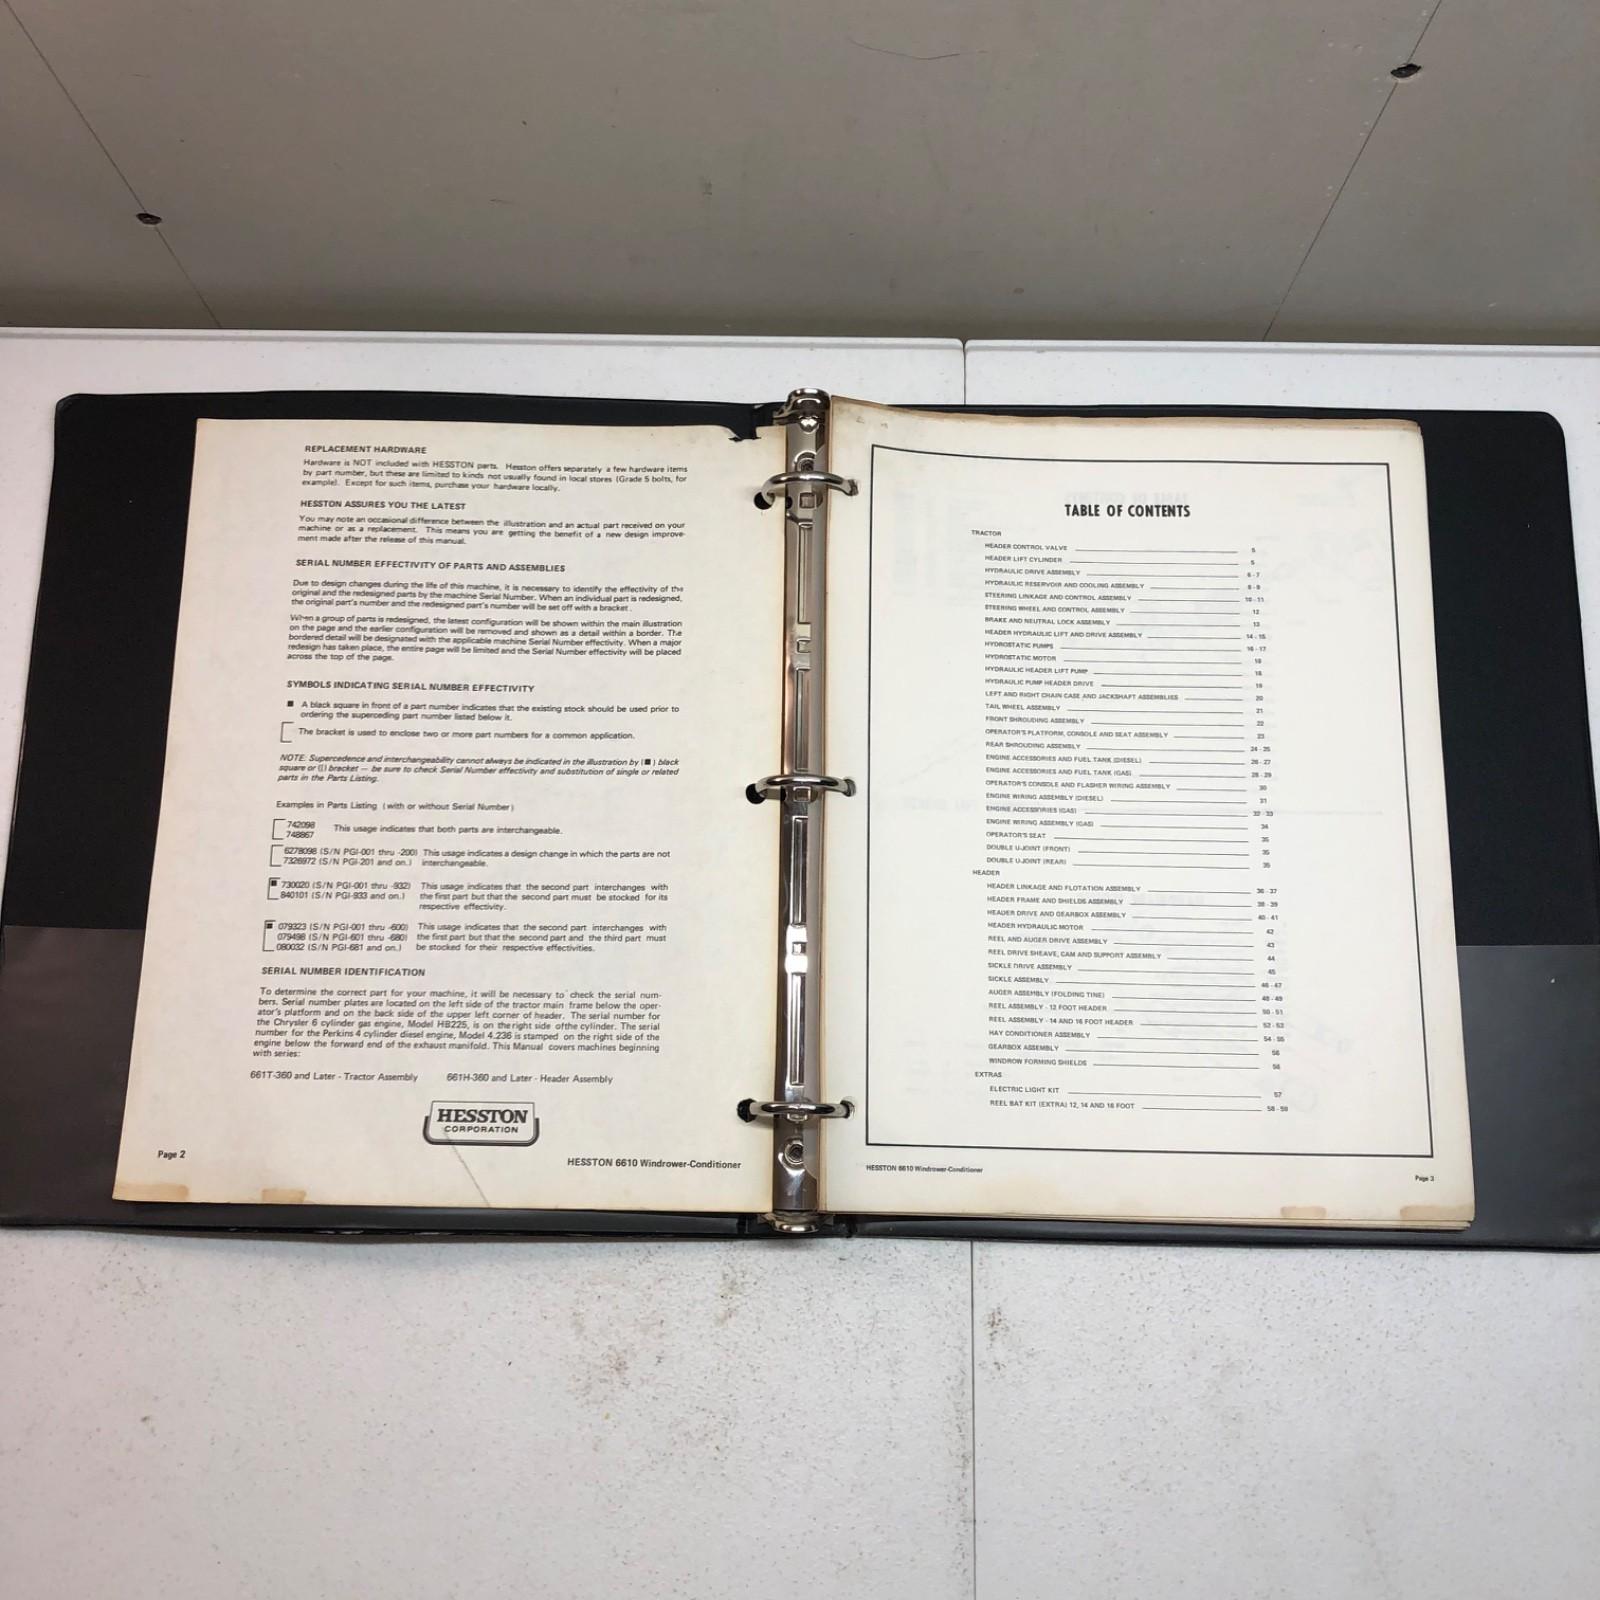 REPLACEMENT HARDWARE
Hardware is NOT included with HESSTON parts. Hesston offers separately a few hardware items
by part number, but these are limited to kinds not usually found in local stores (Grade 5 bolts, for
example). Except for such items, purchase your hardware locally.
HESSTON ASSURES YOU THE LATEST
You may note an occasional difference between the illustration and an actual part received on your
machine or as a replacement. This means you are getting the benefit of a new design improve-
ment made after the release of this manual.
SERIAL NUMBER EFFECTIVITY OF PARTS AND ASSEMBLIES
Due to design changes during the life of this machine, it is necessary to identify the effectivity of the
original and the redesigned parts by the machine Serial Number. When an individual part is redesigned,
the original part's number and the redesigned part's number will be set off with a bracket.
When a group of parts is redesigned, the latest configuration will be shown within the main illustration
on the page and the earlier configuration will be removed and shown as a detail within a border. The
bordered detail will be designated with the applicable machine Serial Number effectivity. When a major
redesign has taken place, the entire page will be limited and the Serial Number effectivity will be placed
across the top of the page.
SYMBOLS INDICATING SERIAL NUMBER EFFECTIVITY
■ A black square in front of a part number indicates that the existing stock should be used prior to
ordering the superceding part number listed below it.
[ The bracket is used to enclose two or more part numbers for a common application.
NOTE: Supercedence and interchangeability cannot always be indicated in the illustration by (■) black
square or ([) bracket — be sure to check Serial Number effectivity and substitution of single or related
parts in the Parts Listing.
Examples in Parts Listing (with or without Serial Number)
742098
748867 This usage indicates that both parts are interchangeable.
6278098 (S/N PGI-001 thru -200) This usage indicates a design change in which the parts are not
7326972 (S/N PGI-201 and on.) interchangeable.
■ 730020 (S/N PGI-001 thru -932) This usage indicates that the second part interchanges with
840101 (S/N PGI-933 and on.) the first part but that the second part must be stocked for its
respective effectivity.
■ 079323 (S/N PGI-001 thru -600) This usage indicates that the second part interchanges with
079498 (S/N PGI-601 thru -680) the first part but that the second part and the third part must
080032 (S/N PGI-681 and on.) be stocked for their respective effectivities.
SERIAL NUMBER IDENTIFICATION
To determine the correct part for your machine, it will be necessary to check the serial num-
bers. Serial number plates are located on the left side of the tractor main frame below the oper-
ator's platform and on the back side of the upper left corner of header. The serial number for
the Chrysler 6 cylinder gas engine, Model HB225, is on the right side ofthe cylinder. The serial
number for the Perkins 4 cylinder diesel engine, Model 4.236 is stamped on the right side of the
engine below the forward end of the exhaust manifold. This Manual covers machines beginning
with series:
661T-360 and Later - Tractor Assembly 661H-360 and Later - Header Assembly
HESSTON
CORPORATION
Page 2
HESSTON 6610 Windrower-Conditioner
TABLE OF CONTENTS
TRACTOR
HEADER CONTROL VALVE 5
HEADER LIFT CYLINDER 5
HYDRAULIC DRIVE ASSEMBLY 6 - 7
HYDRAULIC RESERVOIR AND COOLING ASSEMBLY 8 - 9
STEERING LINKAGE AND CONTROL ASSEMBLY 10 - 11
STEERING WHEEL AND CONTROL ASSEMBLY 12
BRAKE AND NEUTRAL LOCK ASSEMBLY 13
HEADER HYDRAULIC LIFT AND DRIVE ASSEMBLY 14 - 15
HYDROSTATIC PUMPS 16 - 17
HYDROSTATIC MOTOR 18
HYDRAULIC HEADER LIFT PUMP 18
HYDRAULIC PUMP HEADER DRIVE 19
LEFT AND RIGHT CHAIN CASE AND JACKSHAFT ASSEMBLIES 20
TAIL WHEEL ASSEMBLY 21
FRONT SHROUDING ASSEMBLY 22
OPERATOR'S PLATFORM, CONSOLE AND SEAT ASSEMBLY 23
REAR SHROUDING ASSEMBLY 24 - 25
ENGINE ACCESSORIES AND FUEL TANK (DIESEL) 26 - 27
ENGINE ACCESSORIES AND FUEL TANK (GAS) 28 - 29
OPERATOR'S CONSOLE AND FLASHER WIRING ASSEMBLY 30
ENGINE WIRING ASSEMBLY (DIESEL) 31
ENGINE ACCESSORIES (GAS) 32 - 33
ENGINE WIRING ASSEMBLY (GAS) 34
OPERATOR'S SEAT 35
DOUBLE U-JOINT (FRONT) 35
DOUBLE U-JOINT (REAR) 35
HEADER
HEADER LINKAGE AND FLOTATION ASSEMBLY 36 - 37
HEADER FRAME AND SHIELDS ASSEMBLY 38 - 39
HEADER DRIVE AND GEARBOX ASSEMBLY 40 - 41
HEADER HYDRAULIC MOTOR 42
REEL AND AUGER DRIVE ASSEMBLY 43
REEL DRIVE SHEAVE, CAM AND SUPPORT ASSEMBLY 44
SICKLE DRIVE ASSEMBLY 45
SICKLE ASSEMBLY 46 - 47
AUGER ASSEMBLY (FOLDING TINE) 48 - 49
REEL ASSEMBLY - 12 FOOT HEADER 50 - 51
REEL ASSEMBLY - 14 AND 16 FOOT HEADER 52 - 53
HAY CONDITIONER ASSEMBLY 54 - 55
GEARBOX ASSEMBLY 56
WINDROW FORMING SHIELDS 56
EXTRAS
ELECTRIC LIGHT KIT 57
REEL BAT KIT (EXTRA) 12, 14 AND 16 FOOT 58 - 59
HESSTON 6610 Windrower-Conditioner
Page 3